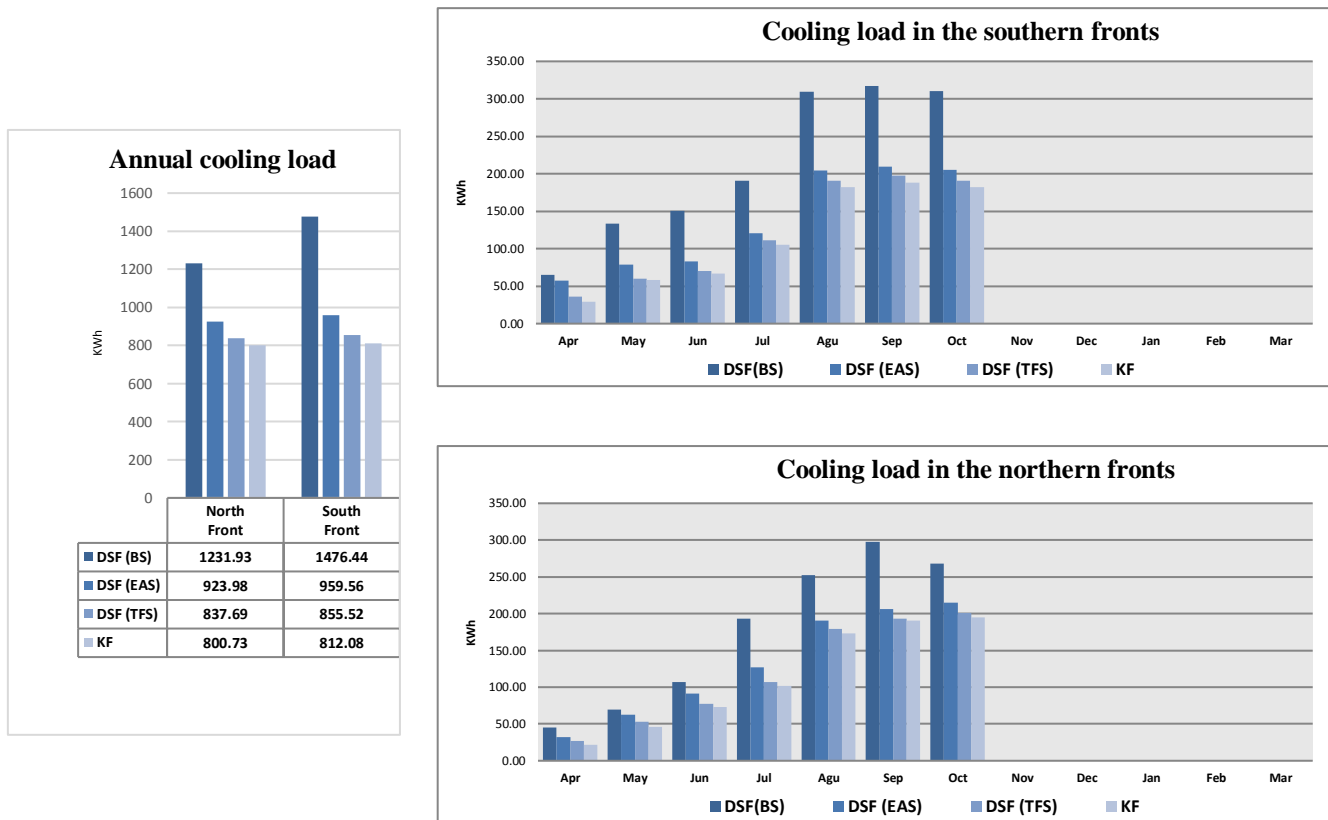 Annual cooling load
1600
1400
1200
1000
800
600
400
200
0
KWh
North Front South Front
DSF (BS) 1231.93 1476.44
DSF (EAS) 923.98 959.56
DSF (TFS) 837.69 855.52
KF 800.73 812.08
Cooling load in the southern fronts
350.00
300.00
250.00
200.00
150.00
100.00
50.00
0.00
KWh
Apr May Jun Jul Agu Sep Oct Nov Dec Jan Feb Mar
DSF(BS) DSF (EAS) DSF (TFS) KF
Cooling load in the northern fronts
350.00
300.00
250.00
200.00
150.00
100.00
50.00
0.00
KWh
Apr May Jun Jul Agu Sep Oct Nov Dec Jan Feb Mar
DSF(BS) DSF (EAS) DSF (TFS) KF